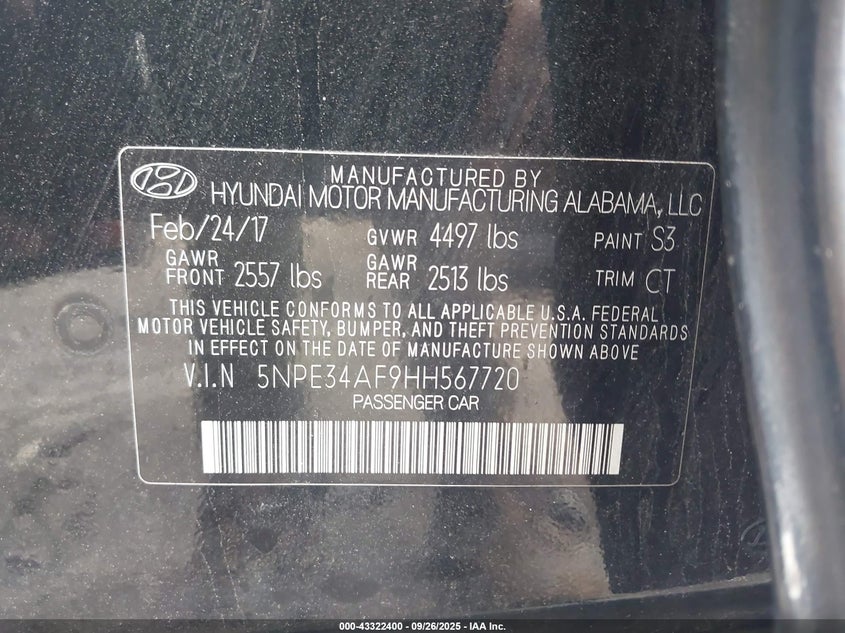 MANUFACTURED BY
HYUNDAI MOTOR MANUFACTURING ALABAMA, LLC
Feb/24/17 GVWR 4497 lbs PAINT S3
GAWR FRONT 2557 lbs GAWR REAR 2513 lbs TRIM CT
THIS VEHICLE CONFORMS TO ALL APPLICABLE U.S.A. FEDERAL
MOTOR VEHICLE SAFETY, BUMPER, AND THEFT PREVENTION STANDARDS
IN EFFECT ON THE DATE OF MANUFACTURE SHOWN ABOVE
V.I.N 5NPE34AF9HH567720
PASSENGER CAR
000-43322400 - 09/26/2025 - IAA Inc.